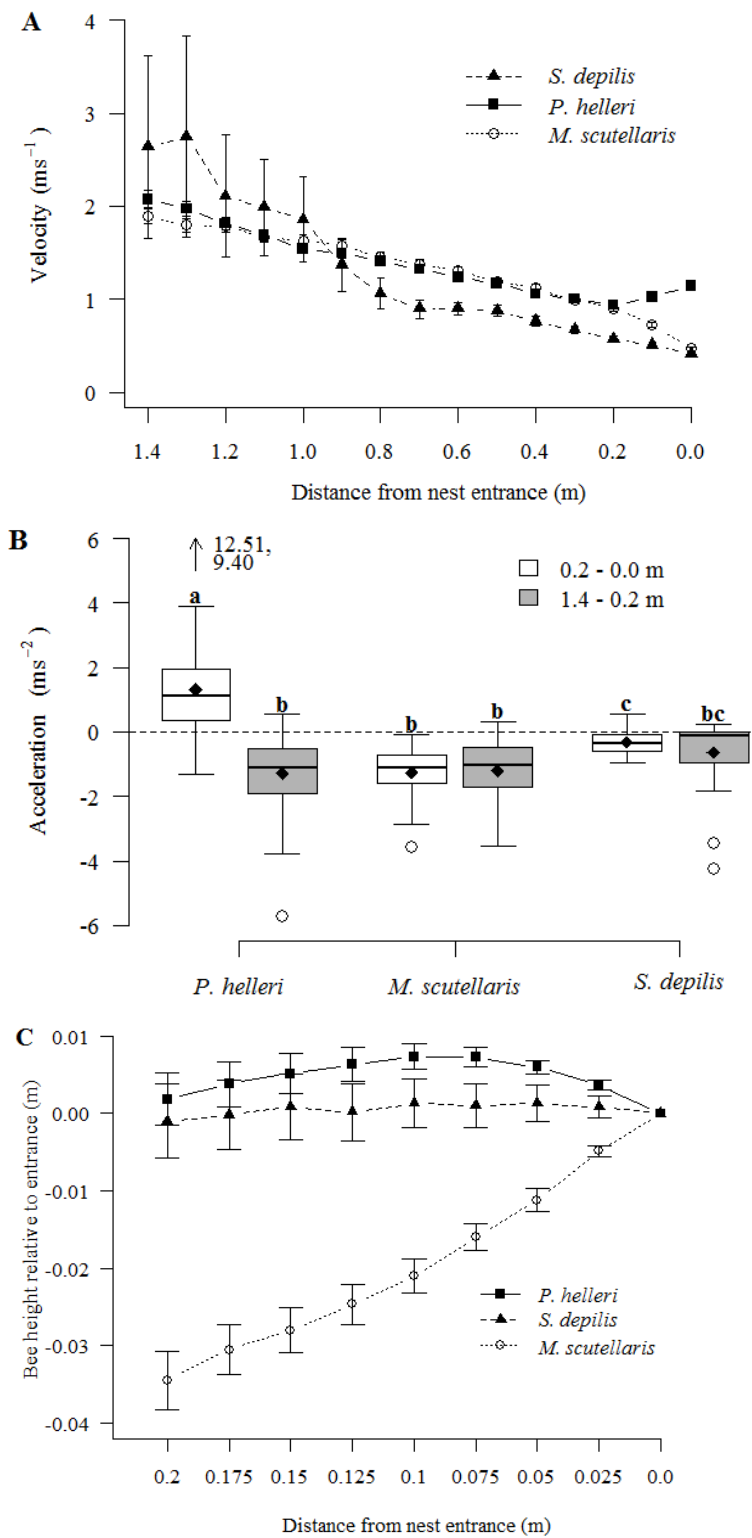 A
4
3
2
1
0
Velocity (ms⁻¹)
S. depilis
P. helleri
M. scutellaris
1.4 1.2 1.0 0.8 0.6 0.4 0.2 0.0
Distance from nest entrance (m)
B
6
4
2
0
-2
-4
-6
Acceleration (ms⁻²)
12.51,
9.40
0.2 - 0.0 m
1.4 - 0.2 m
a b b b c bc
P. helleri M. scutellaris S. depilis
C
0.01
0.00
-0.01
-0.02
-0.03
-0.04
Bee height relative to entrance (m)
P. helleri
S. depilis
M. scutellaris
0.2 0.175 0.15 0.125 0.1 0.075 0.05 0.025 0.0
Distance from nest entrance (m)